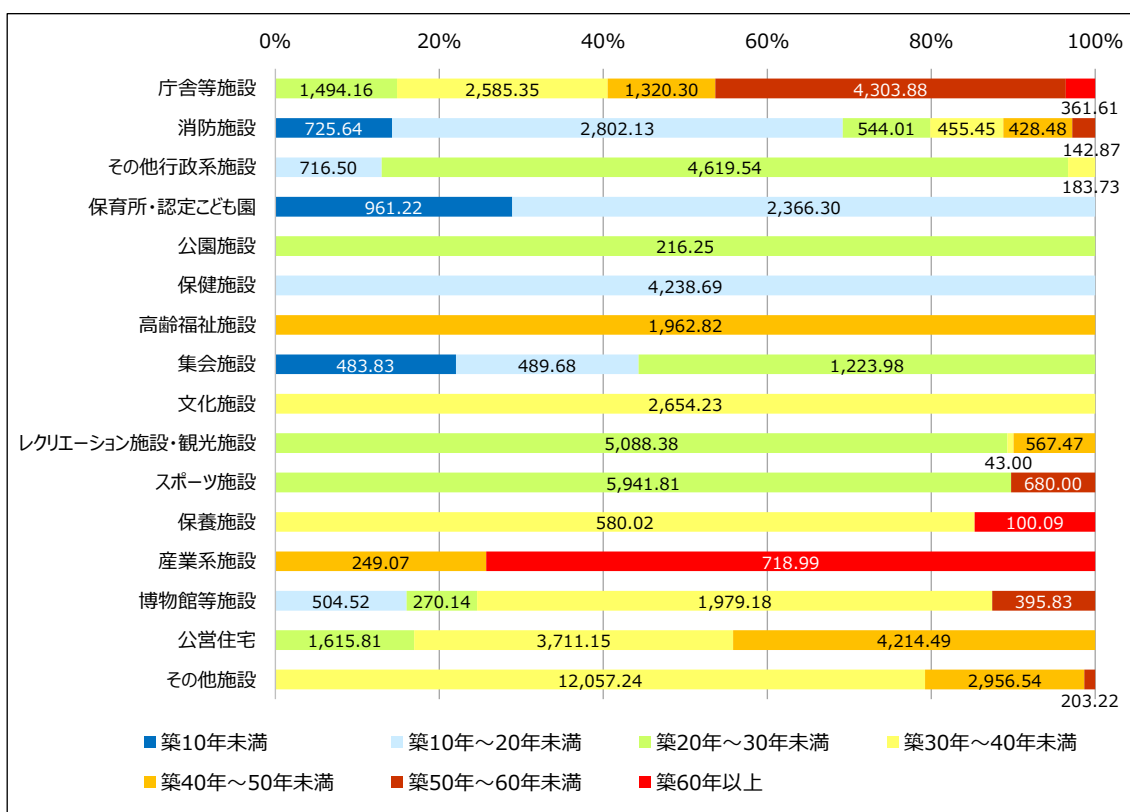 0% 20% 40% 60% 80% 100%
庁舎等施設 1,494.16 2,585.35 1,320.30 4,303.88
361.61
消防施設 725.64 2,802.13 544.01 455.45 428.48
142.87
その他行政系施設 716.50 4,619.54
183.73
保育所・認定こども園 961.22 2,366.30
公園施設 216.25
保健施設 4,238.69
高齢福祉施設 1,962.82
集会施設 483.83 489.68 1,223.98
文化施設 2,654.23
レクリエーション施設・観光施設 5,088.38 567.47
43.00
スポーツ施設 5,941.81 680.00
保養施設 580.02 100.09
産業系施設 249.07 718.99
博物館等施設 504.52 270.14 1,979.18 395.83
公営住宅 1,615.81 3,711.15 4,214.49
その他施設 12,057.24 2,956.54
203.22
築10年未満 築10年～20年未満 築20年～30年未満 築30年～40年未満
築40年～50年未満 築50年～60年未満 築60年以上